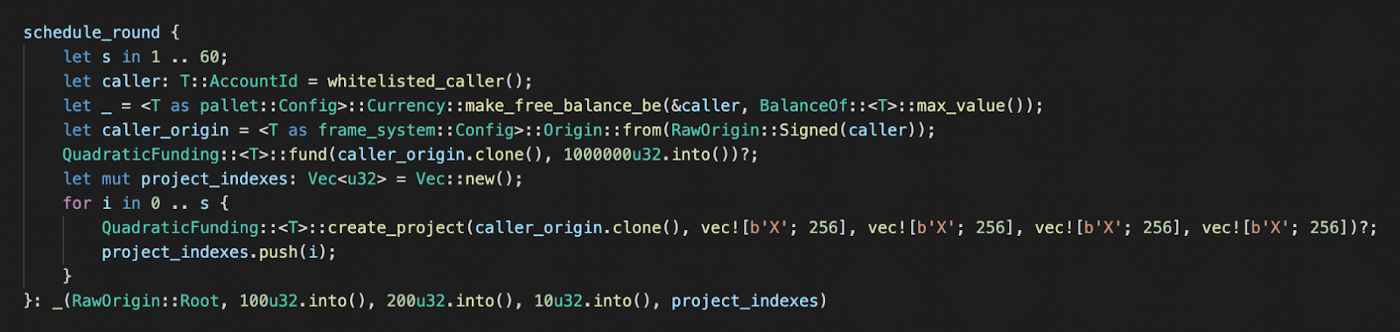 schedule_round {
let s in 1 .. 60;
let caller: T::AccountId = whitelisted_caller();
let _ = <T as pallet::Config>::Currency::make_free_balance_be(&caller, BalanceOf::<T>::max_value());
let caller_origin = <T as frame_system::Config>::Origin::from(RawOrigin::Signed(caller));
QuadraticFunding::<T>::fund(caller_origin.clone(), 1000000u32.into())?;
let mut project_indexes: Vec<u32> = Vec::new();
for i in 0 .. s {
QuadraticFunding::<T>::create_project(caller_origin.clone(), vec![b'X'; 256], vec![b'X'; 256], vec![b'X'; 256], vec![b'X'; 256])?;
project_indexes.push(i);
}
}: _(RawOrigin::Root, 100u32.into(), 200u32.into(), 10u32.into(), project_indexes)